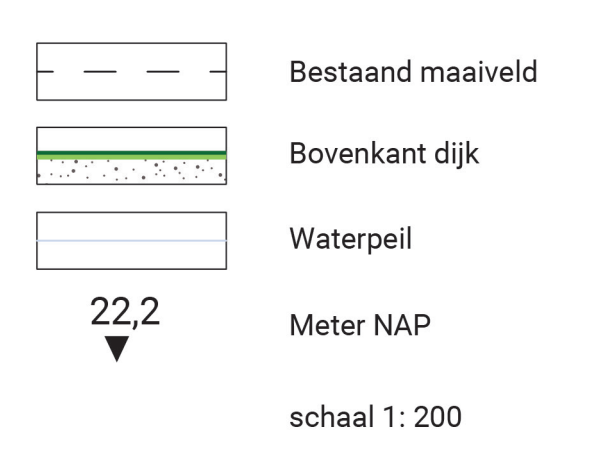 Bestaand maaiveld
Bovenkant dijk
Waterpeil
22,2
Meter NAP
schaal 1: 200